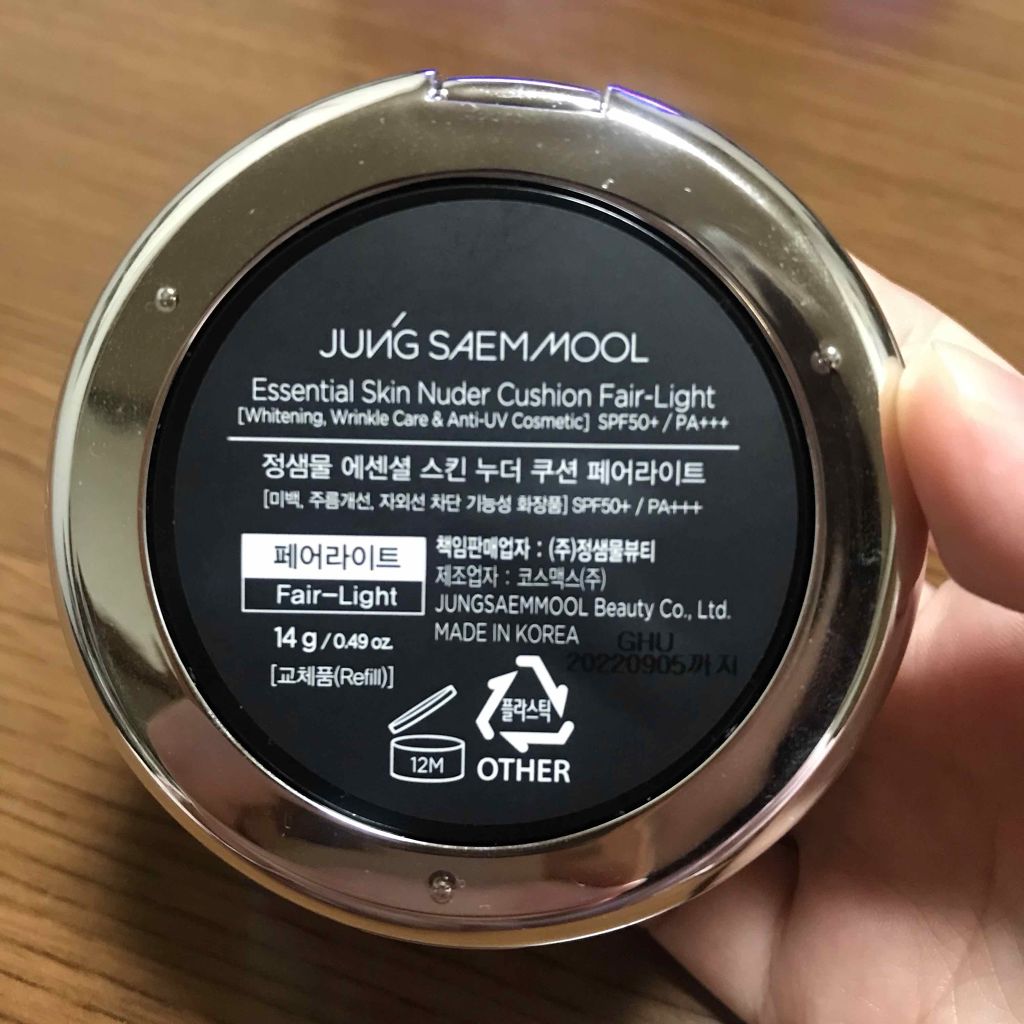 JUNG SAEM MOOL
Essential Skin Nuder Cushion Fair-Light
[Whitening, Wrinkle Care & Anti-UV Cosmetic] SPF50+ / PA+++
정샘물 에센셜 스킨 누더 쿠션 페어라이트
[미백, 주름개선, 자외선 차단 기능성 화장품] SPF50+ / PA+++
페어라이트
Fair-Light
14 g / 0.49 oz.
[교체품(Refill)]
책임판매업자 : (주)정샘물뷰티
제조업자 : 코스맥스(주)
JUNGSAEMMOOL Beauty Co., Ltd.
MADE IN KOREA
GHU
20220905까지
플라스틱
12M
OTHER